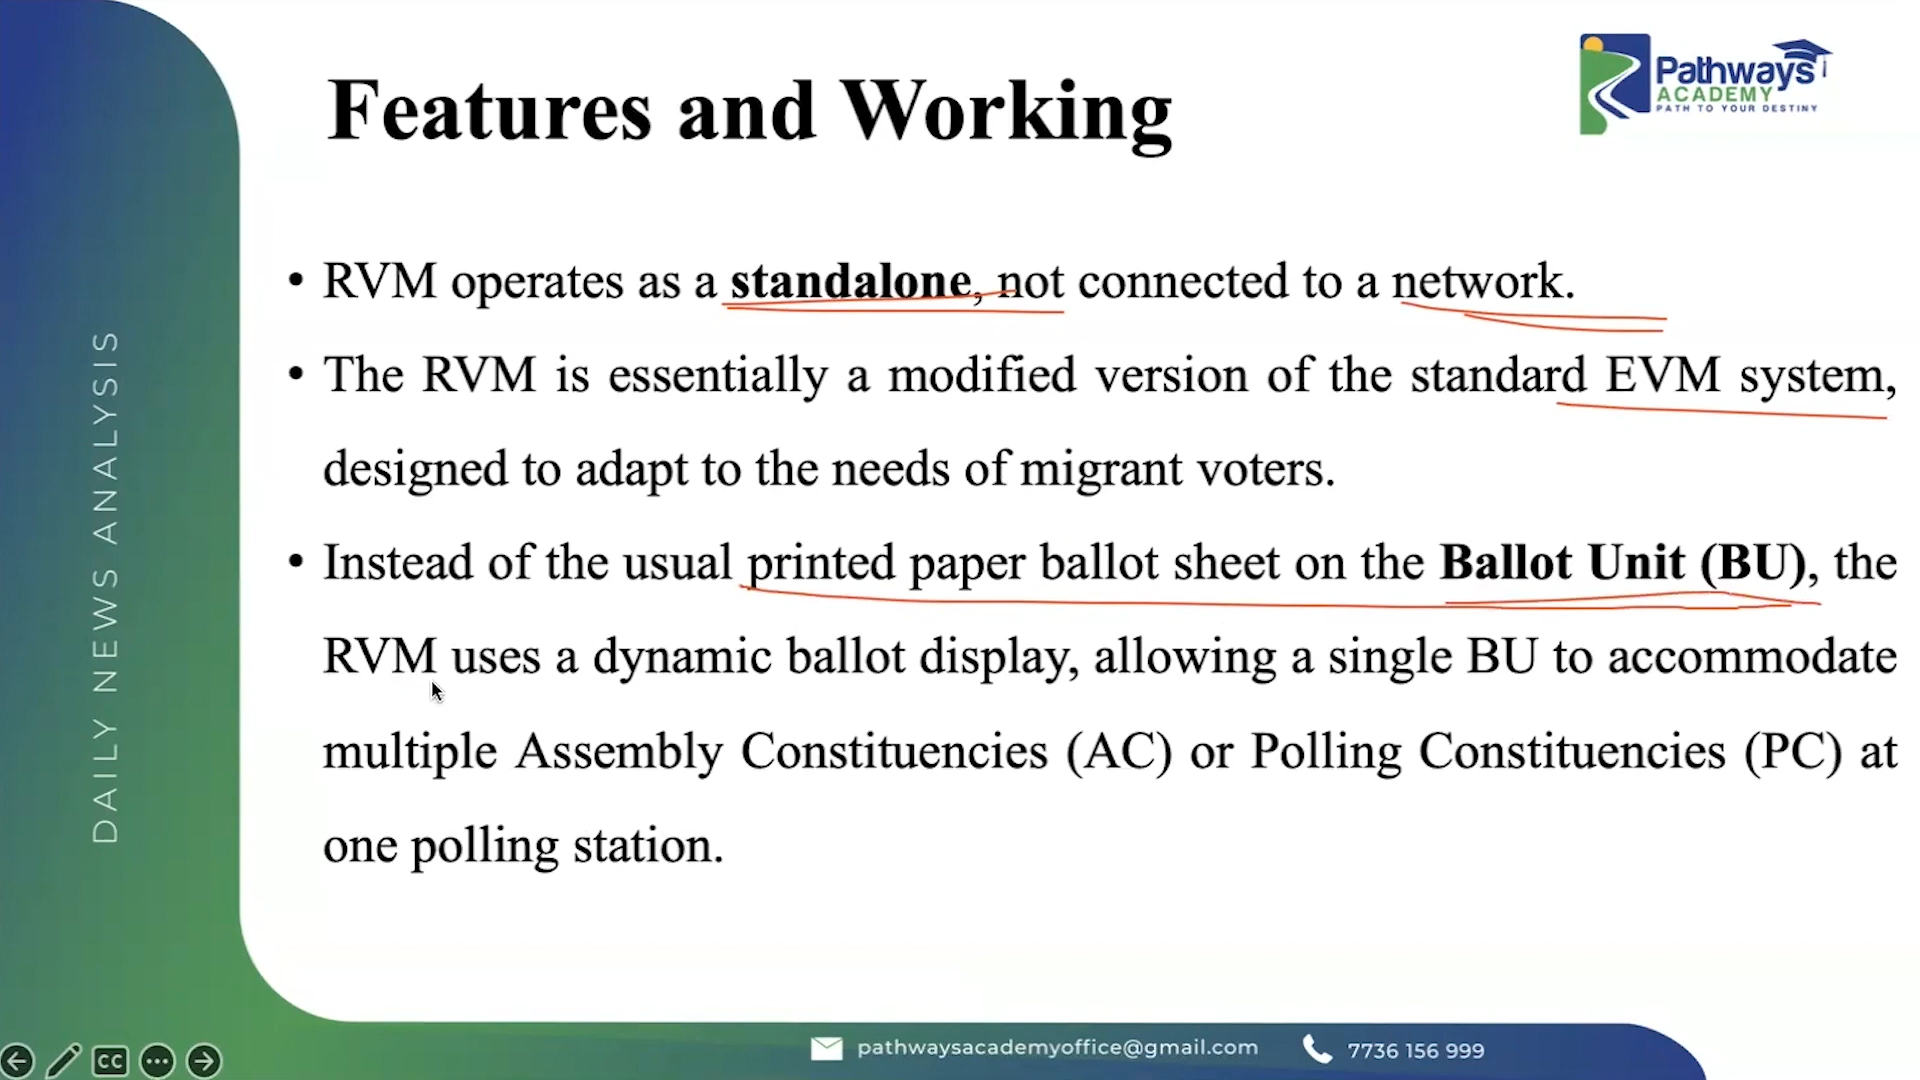 Features and Working
Pathways
ACADEMY
PATH TO YOUR DESTINY
• RVM operates as a standalone, not connected to a network.
• The RVM is essentially a modified version of the standard EVM system,
designed to adapt to the needs of migrant voters.
• Instead of the usual printed paper ballot sheet on the Ballot Unit (BU), the
RVM uses a dynamic ballot display, allowing a single BU to accommodate
multiple Assembly Constituencies (AC) or Polling Constituencies (PC) at
one polling station.
DAILY NEWS ANALYSIS
CC
pathwaysacademyoffice@gmail.com
7736 156 999